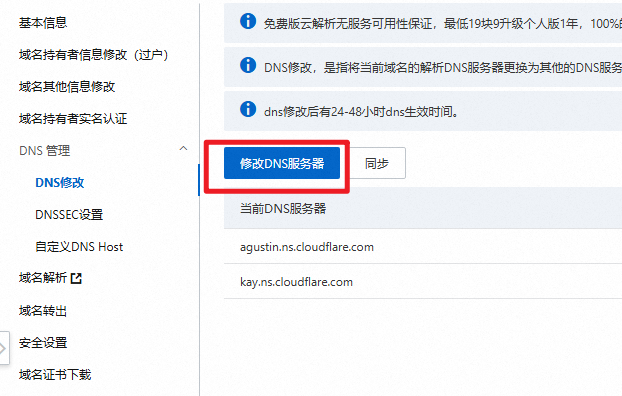 基本信息
域名持有者信息修改（过户）
域名其他信息修改
域名持有者实名认证
DNS 管理
DNS修改
DNSSEC设置
自定义DNS Host
域名解析
域名转出
安全设置
域名证书下载
免费版云解析无服务可用性保证，最低19块9升级个人版1年，100%的
DNS修改，是指将当前域名的解析DNS服务器更换为其他的DNS服务
dns修改后有24-48小时dns生效时间。
修改DNS服务器
同步
当前DNS服务器
agustin.ns.cloudflare.com
kay.ns.cloudflare.com